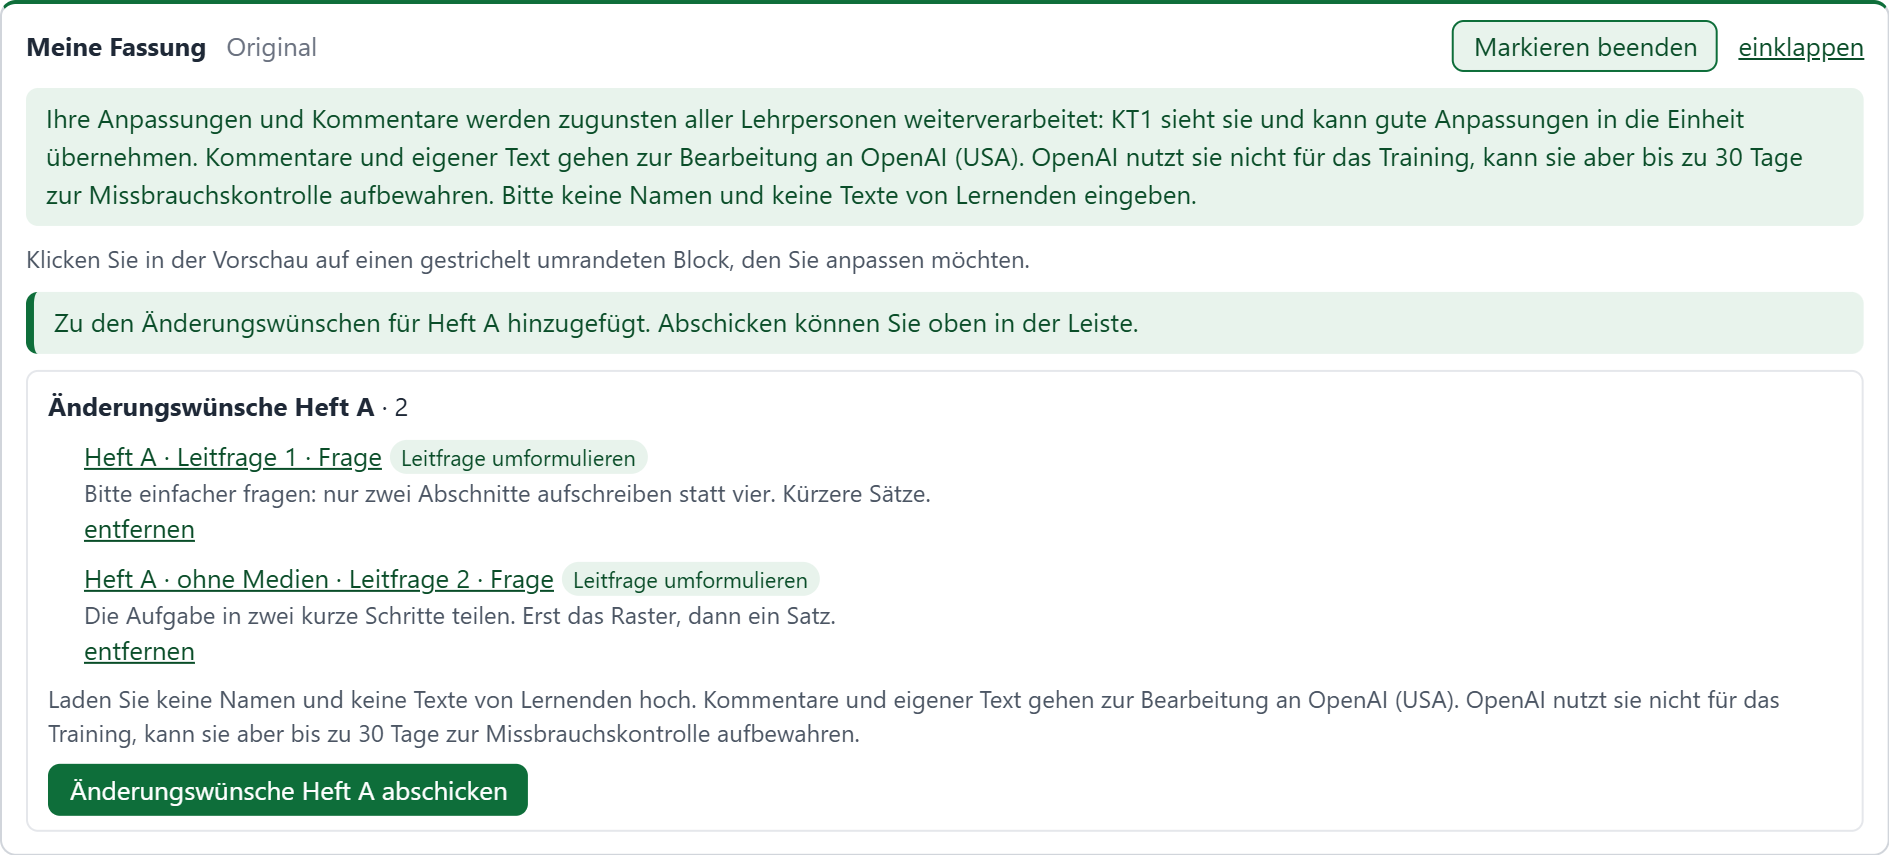 Meine Fassung Original Markieren beenden einklappen
Ihre Anpassungen und Kommentare werden zugunsten aller Lehrpersonen weiterverarbeitet: KT1 sieht sie und kann gute Anpassungen in die Einheit
übernehmen. Kommentare und eigener Text gehen zur Bearbeitung an OpenAI (USA). OpenAI nutzt sie nicht für das Training, kann sie aber bis zu 30 Tage
zur Missbrauchskontrolle aufbewahren. Bitte keine Namen und keine Texte von Lernenden eingeben.
Klicken Sie in der Vorschau auf einen gestrichelt umrandeten Block, den Sie anpassen möchten.
Zu den Änderungswünschen für Heft A hinzugefügt. Abschicken können Sie oben in der Leiste.
Änderungswünsche Heft A · 2
Heft A · Leitfrage 1 · Frage Leitfrage umformulieren
Bitte einfacher fragen: nur zwei Abschnitte aufschreiben statt vier. Kürzere Sätze.
entfernen
Heft A · ohne Medien · Leitfrage 2 · Frage Leitfrage umformulieren
Die Aufgabe in zwei kurze Schritte teilen. Erst das Raster, dann ein Satz.
entfernen
Laden Sie keine Namen und keine Texte von Lernenden hoch. Kommentare und eigener Text gehen zur Bearbeitung an OpenAI (USA). OpenAI nutzt sie nicht für das
Training, kann sie aber bis zu 30 Tage zur Missbrauchskontrolle aufbewahren.
Änderungswünsche Heft A abschicken